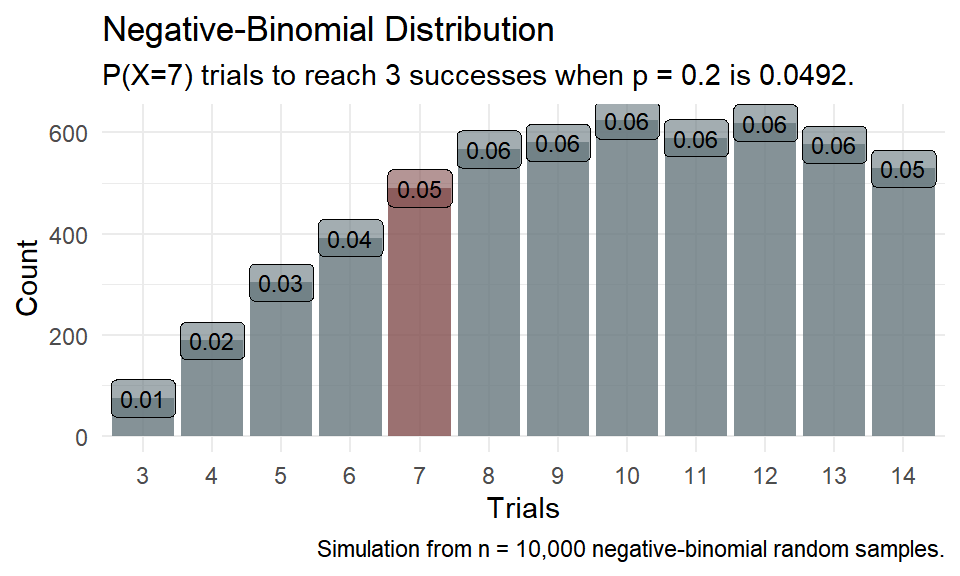 Negative-Binomial Distribution
P(X=7) trials to reach 3 successes when p = 0.2 is 0.0492.
Count
600
400
200
0
0.01
0.02
0.03
0.04
0.05
0.06
0.06
0.06
0.06
0.06
0.06
0.05
3 4 5 6 7 8 9 10 11 12 13 14
Trials
Simulation from n = 10,000 negative-binomial random samples.